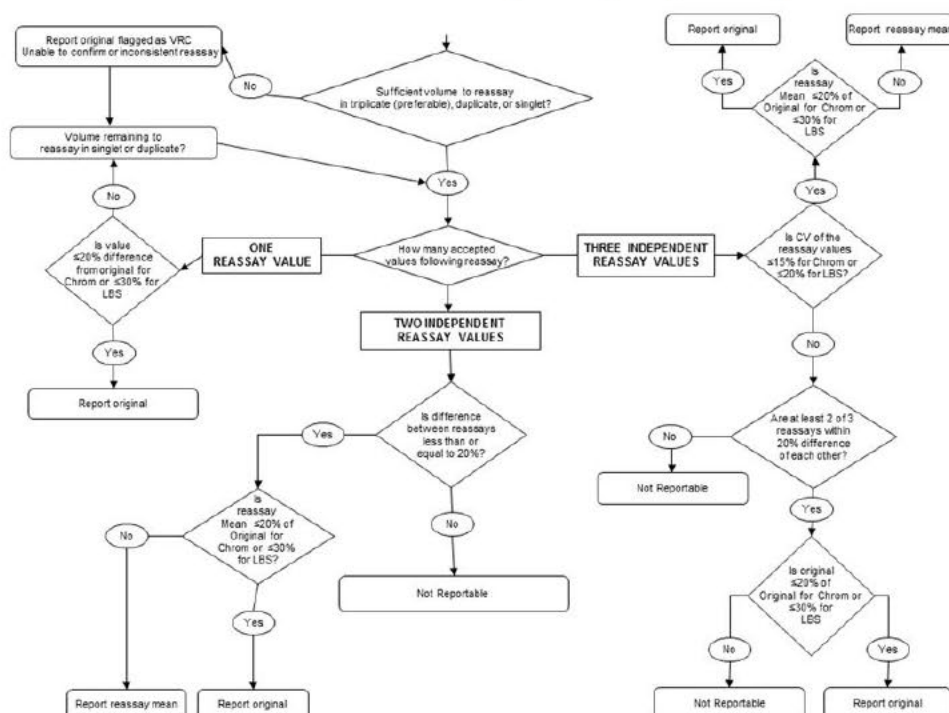 Report original flagged as VRC
Unable to confirm or inconsistent reassay
No
Sufficient volume to reassay
in triplicate (preferable), duplicate, or singlet?
Report original
Report reassay mean
Yes
No
Is
reassay
Mean ≤20% of
Original for Chrom or
≤30% for
LBS
Volume remaining to
reassay in singlet or duplicate?
Yes
Yes
No
Is value
≤20% difference
from original for
Chrom or ≤30% for
LBS
ONE
REASSAY VALUE
How many accepted
values following reassay?
THREE INDEPENDENT
REASSAY VALUES
Is CV of the
reassay values
≤15% for Chrom or
≤20% for LBS?
TWO INDEPENDENT
REASSAY VALUES
Yes
No
Report original
Yes
Is difference
between reassays
less than or
equal to 20%?
No
Are at least 2 of 3
reassays within
20% difference
of each other?
Not Reportable
Is
reassay
Mean ≤20% of
Original for
Chrom or ≤30%
for LBS?
No
No
Yes
Not Reportable
Is original
≤20% of
Original for Chrom or
≤30% for
LBS
Yes
No
Yes
Report reassay mean
Report original
Not Reportable
Report original